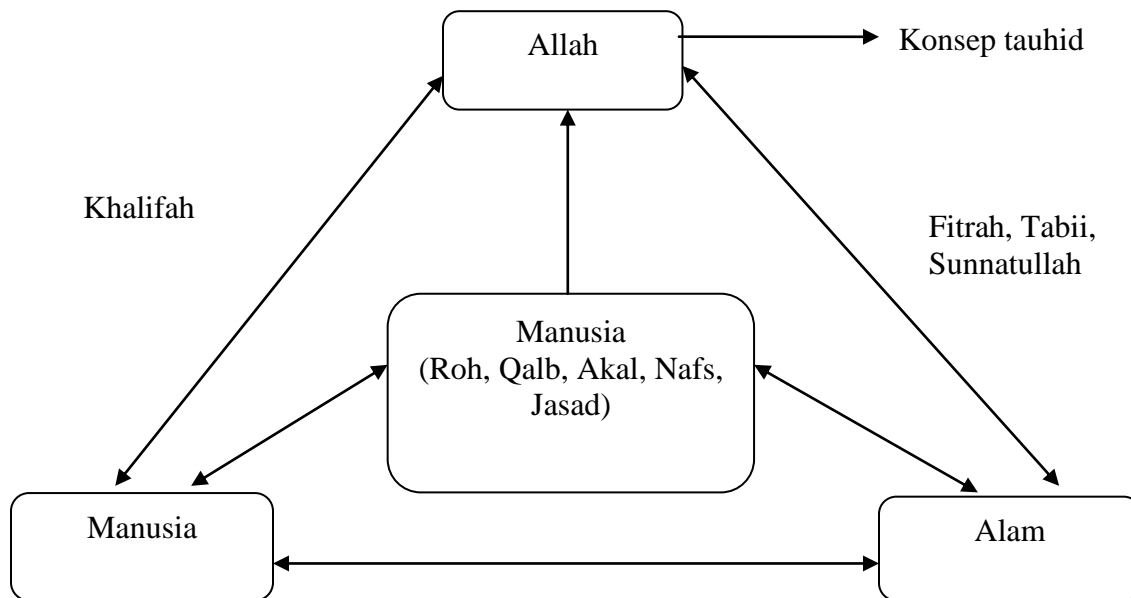 Allah
Konsep tauhid
Khalifah
Fitrah, Tabii,
Sunnatullah
Manusia
(Roh, Qalb, Akal, Nafs,
Jasad)
Manusia
Alam